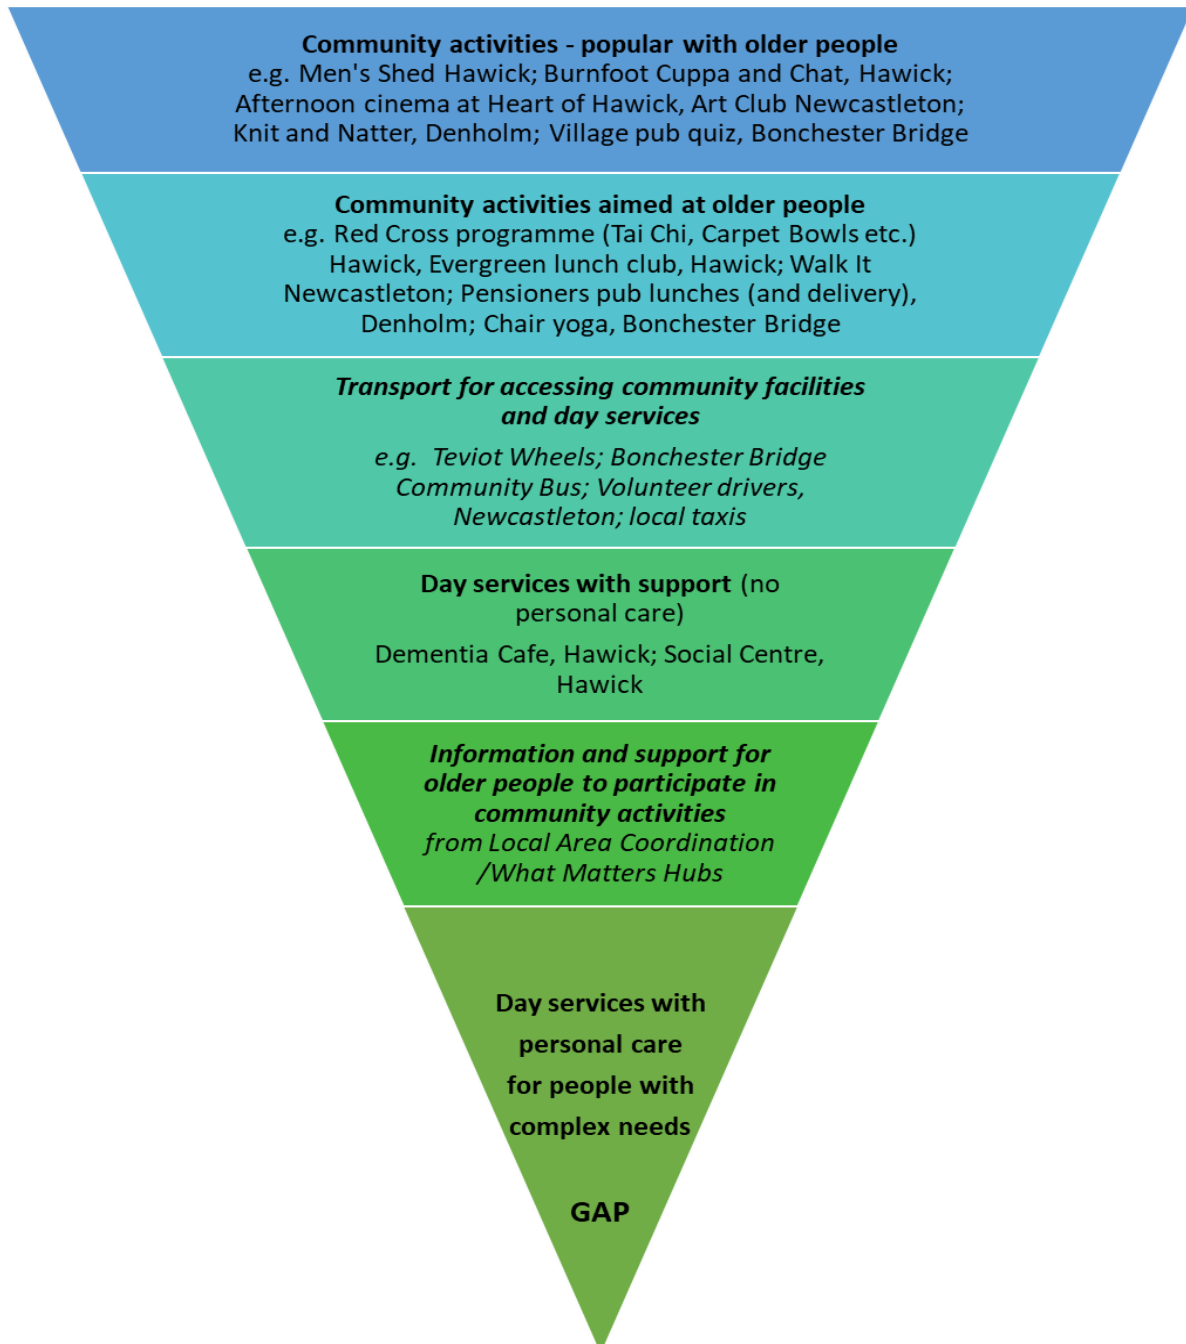 Community activities - popular with older people
e.g. Men's Shed Hawick; Burnfoot Cuppa and Chat, Hawick;
Afternoon cinema at Heart of Hawick, Art Club Newcastleton;
Knit and Natter, Denholm; Village pub quiz, Bonchester Bridge
Community activities aimed at older people
e.g. Red Cross programme (Tai Chi, Carpet Bowls etc.)
Hawick, Evergreen lunch club, Hawick; Walk It
Newcastleton; Pensioners pub lunches (and delivery),
Denholm; Chair yoga, Bonchester Bridge
Transport for accessing community facilities
and day services
e.g. Teviot Wheels; Bonchester Bridge
Community Bus; Volunteer drivers,
Newcastleton; local taxis
Day services with support (no
personal care)
Dementia Cafe, Hawick; Social Centre,
Hawick
Information and support for
older people to participate in
community activities
from Local Area Coordination
/What Matters Hubs
Day services with
personal care
for people with
complex needs
GAP